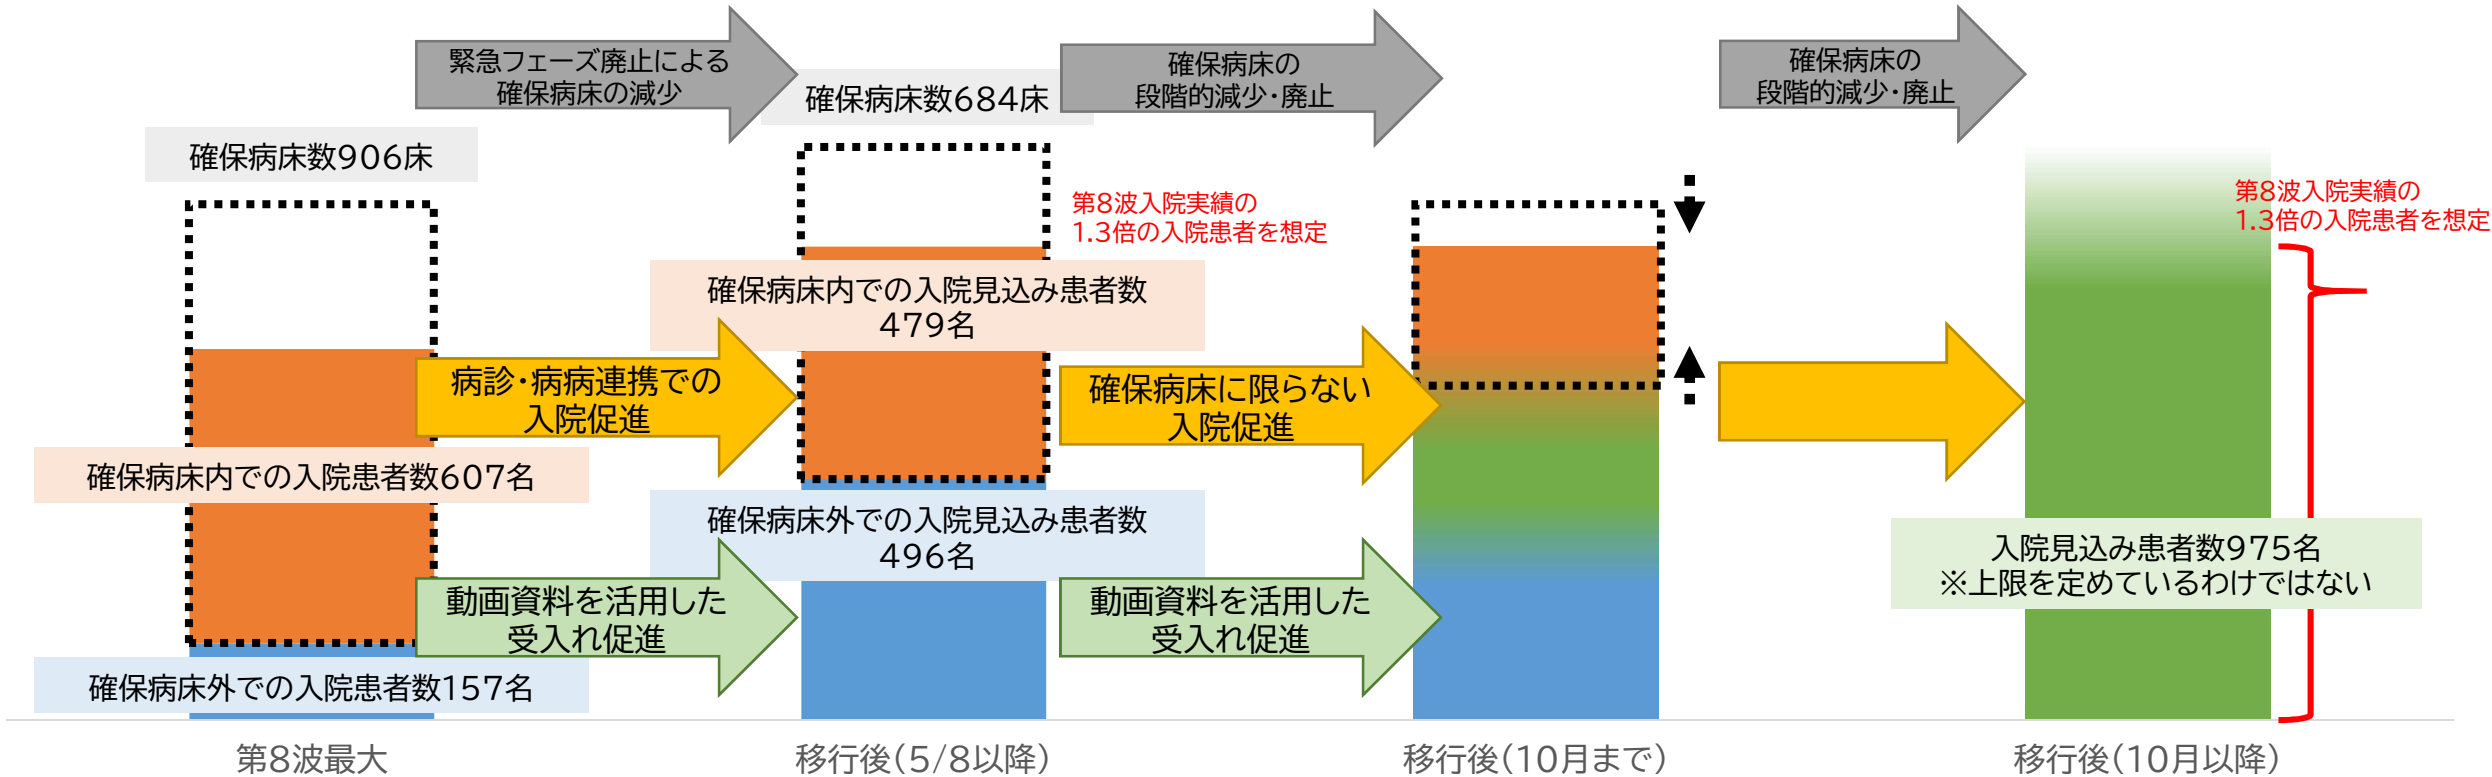 緊急フェーズ廃止による
確保病床の減少
確保病床の
段階的減少・廃止
確保病床の
段階的減少・廃止
確保病床数906床
確保病床数684床
第8波入院実績の
1.3倍の入院患者を想定
第8波入院実績の
1.3倍の入院患者を想定
確保病床内での入院見込み患者数
479名
病診・病病連携での
入院促進
確保病床に限らない
入院促進
確保病床内での入院患者数607名
確保病床外での入院見込み患者数
496名
入院見込み患者数975名
※上限を定めているわけではない
動画資料を活用した
受入れ促進
動画資料を活用した
受入れ促進
確保病床外での入院患者数157名
第8波最大
移行後(5/8以降)
移行後(10月まで)
移行後(10月以降)